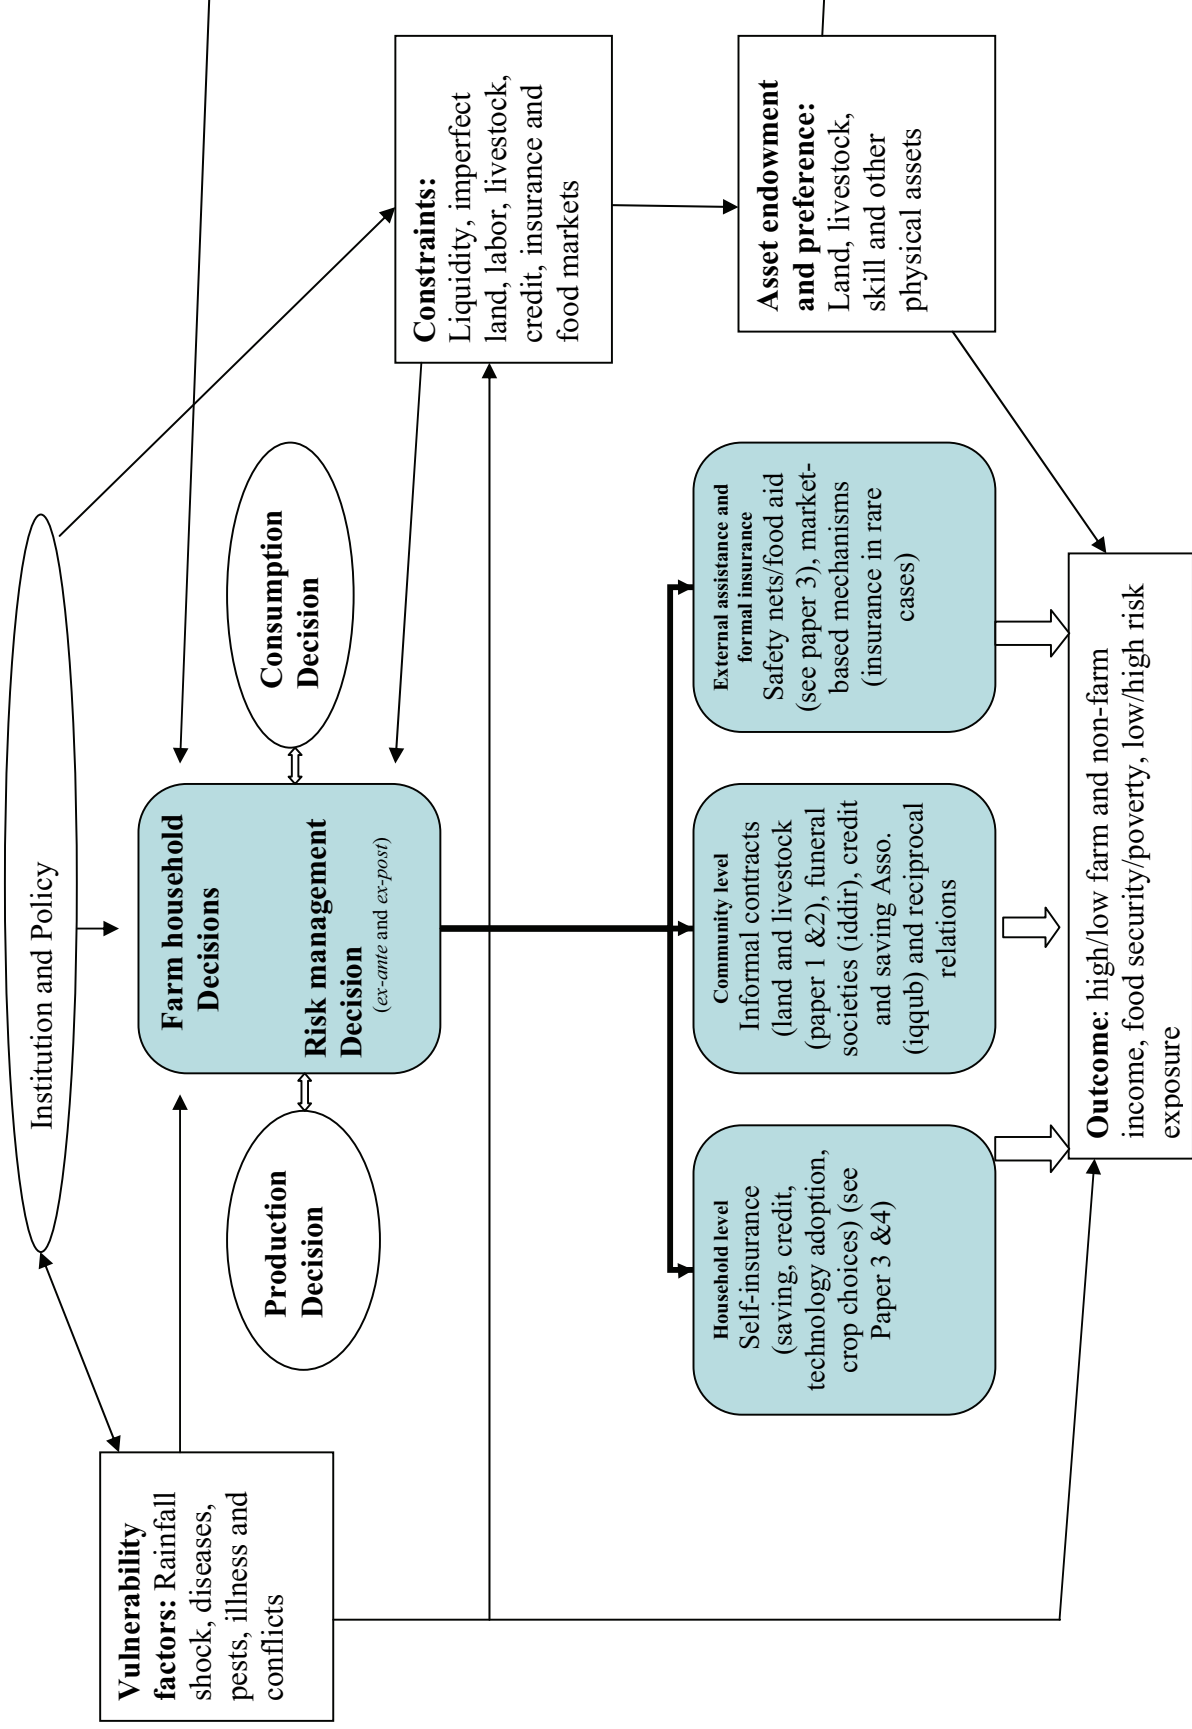 Institution and Policy
Vulnerability
factors: Rainfall
shock, diseases,
pests, illness and
conflicts
Production
Decision
Farm household
Decisions
Risk management
Decision
(ex-ante and ex-post)
Consumption
Decision
Constraints:
Liquidity, imperfect
land, labor, livestock,
credit, insurance and
food markets
Household level
Self-insurance
(saving, credit,
technology adoption,
crop choices) (see
Paper 3 &4)
Community level
Informal contracts
(land and livestock
(paper 1 &2), funeral
societies (iddir), credit
and saving Asso.
(iqqub) and reciprocal
relations
External assistance and
formal insurance
Safety nets/food aid
(see paper 3), market-
based mechanisms
(insurance in rare
cases)
Asset endowment
and preference:
Land, livestock,
skill and other
physical assets
Outcome: high/low farm and non-farm
income, food security/poverty, low/high risk
exposure